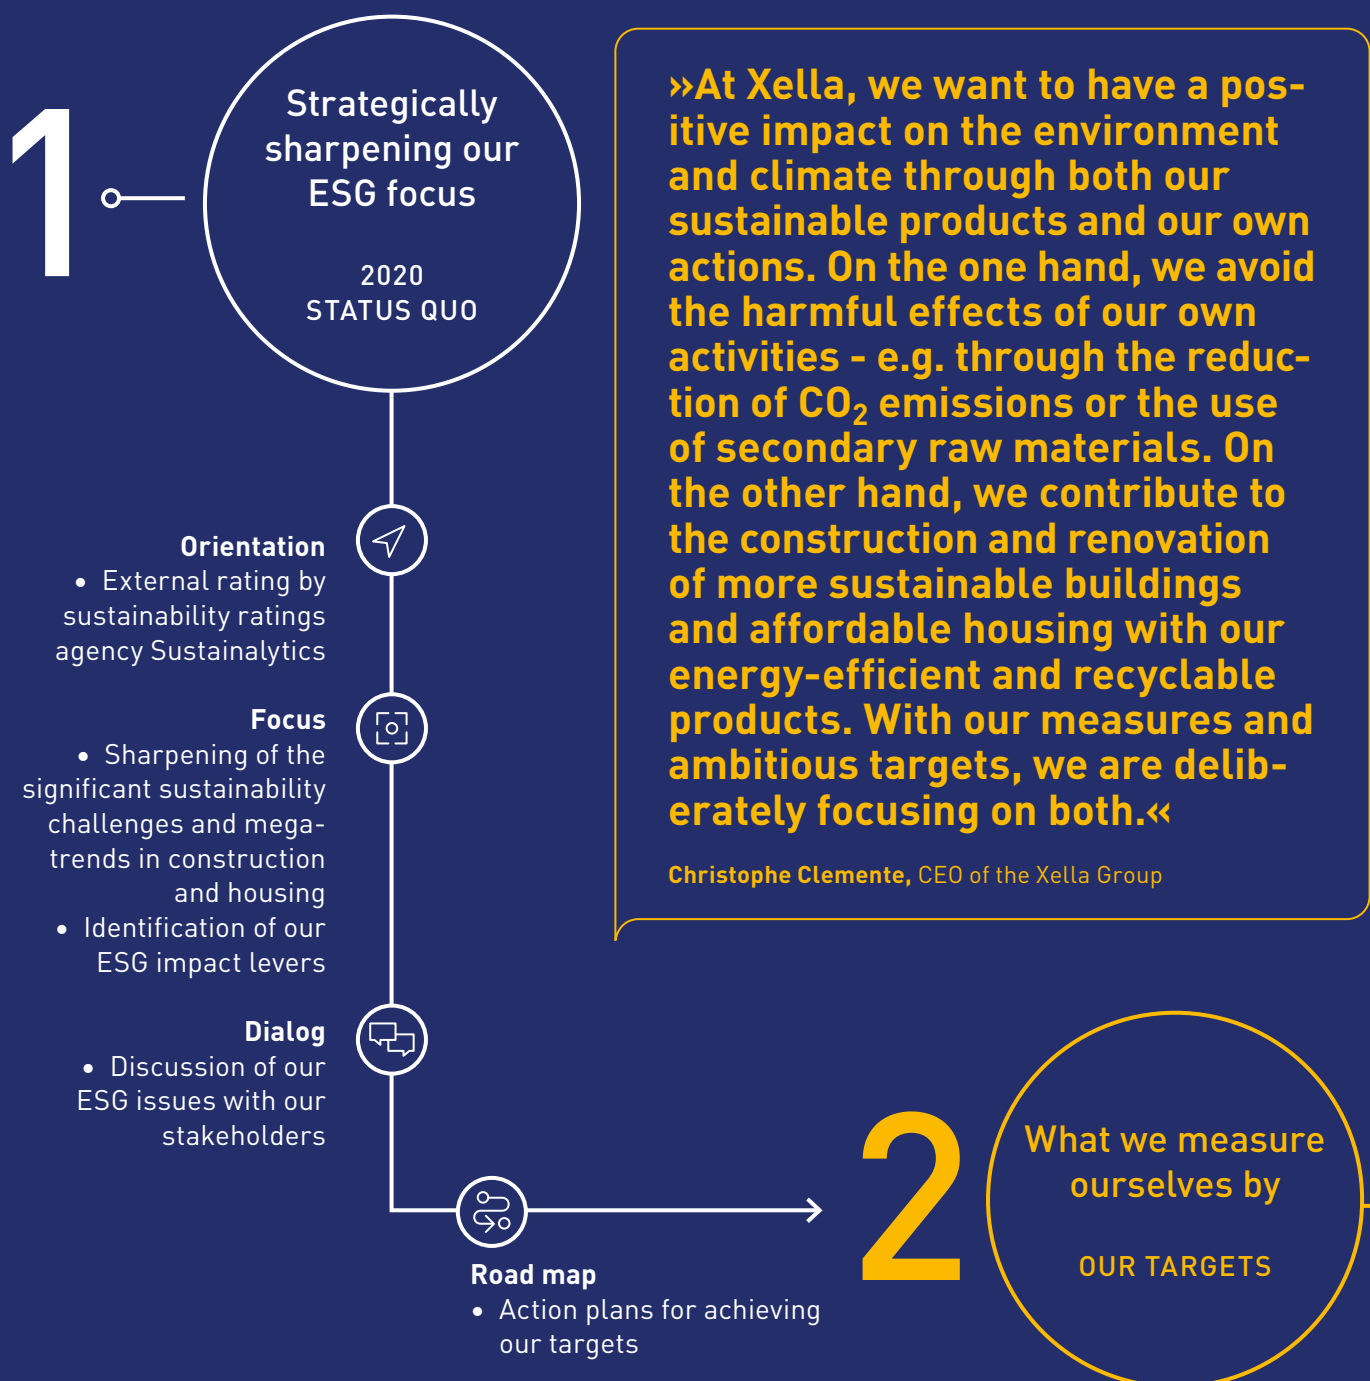 1
Strategically
sharpening our
ESG focus
2020
STATUS QUO
»At Xella, we want to have a pos-
itive impact on the environment
and climate through both our
sustainable products and our own
actions. On the one hand, we avoid
the harmful effects of our own
activities - e.g. through the reduc-
tion of CO₂ emissions or the use
of secondary raw materials. On
the other hand, we contribute to
the construction and renovation
of more sustainable buildings
and affordable housing with our
energy-efficient and recyclable
products. With our measures and
ambitious targets, we are delib-
erately focusing on both.«
Christophe Clemente, CEO of the Xella Group
Orientation
• External rating by
sustainability ratings
agency Sustainalytics
Focus
• Sharpening of the
significant sustainability
challenges and mega-
trends in construction
and housing
• Identification of our
ESG impact levers
Dialog
• Discussion of our
ESG issues with our
stakeholders
Road map
• Action plans for achieving
our targets
2
What we measure
ourselves by
OUR TARGETS